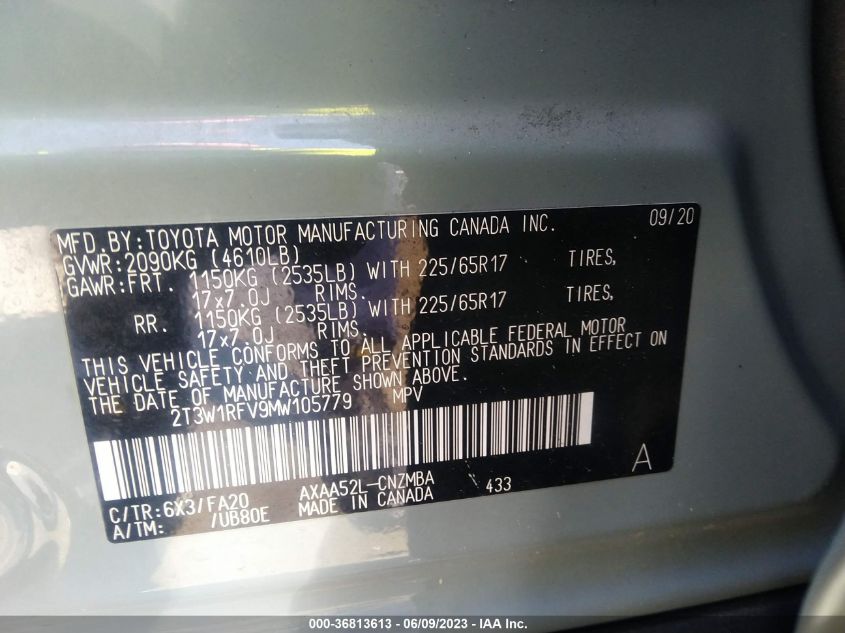 MFD.BY:TOYOTA MOTOR MANUFACTURING CANADA INC. 09/20
GVWR:2090KG (4610LB)
GAWR:FRT. 1150KG (2535LB) WITH 225/65R17 TIRES,
17x7.0J RIMS.
RR. 1150KG (2535LB) WITH 225/65R17 TIRES,
17x7.0J RIMS.
THIS VEHICLE CONFORMS TO ALL APPLICABLE FEDERAL MOTOR
VEHICLE SAFETY AND THEFT PREVENTION STANDARDS IN EFFECT ON
THE DATE OF MANUFACTURE SHOWN ABOVE.
2T3W1RFV9MW105779 MPV
A
C/TR:6X3/FA20 AXAA52L-CNZMBA 433
A/TM: /UB80E MADE IN CANADA
000-36813613 - 06/09/2023 - IAA Inc.